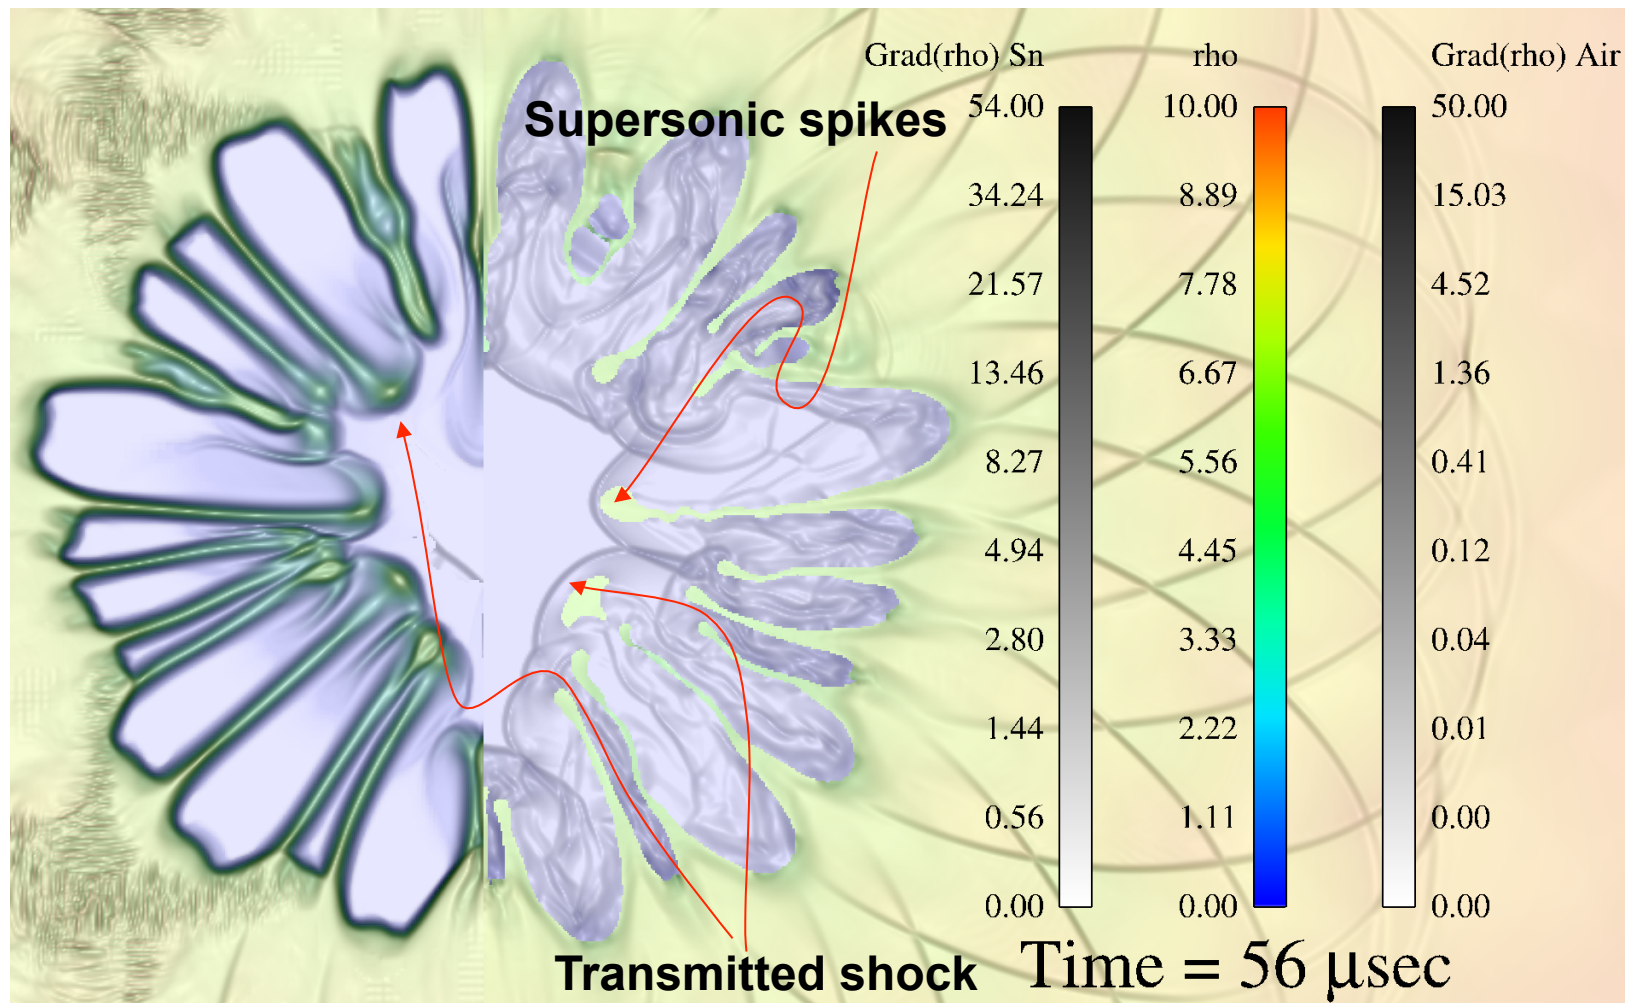 Grad(rho) Sn rho Grad(rho) Air
Supersonic spikes
54.00 10.00 50.00
34.24 8.89 15.03
21.57 7.78 4.52
13.46 6.67 1.36
8.27 5.56 0.41
4.94 4.45 0.12
2.80 3.33 0.04
1.44 2.22 0.01
0.56 1.11 0.00
0.00 0.00 0.00
Transmitted shock
Time = 56 μsec